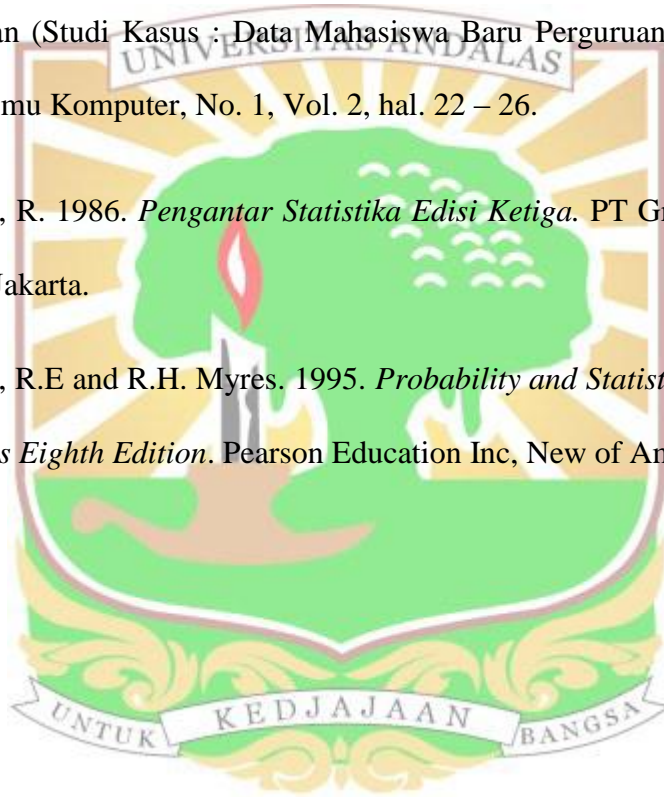 an (Studi Kasus : Data Mahasiswa Baru Perguruan
UNIVERSITAS ANDALAS
mu Komputer, No. 1, Vol. 2, hal. 22 – 26.
, R. 1986. Pengantar Statistika Edisi Ketiga. PT Gr
Jakarta.
, R.E and R.H. Myres. 1995. Probability and Statist
s Eighth Edition. Pearson Education Inc, New of Am
UNTUK KEDJAJAAN BANGSA